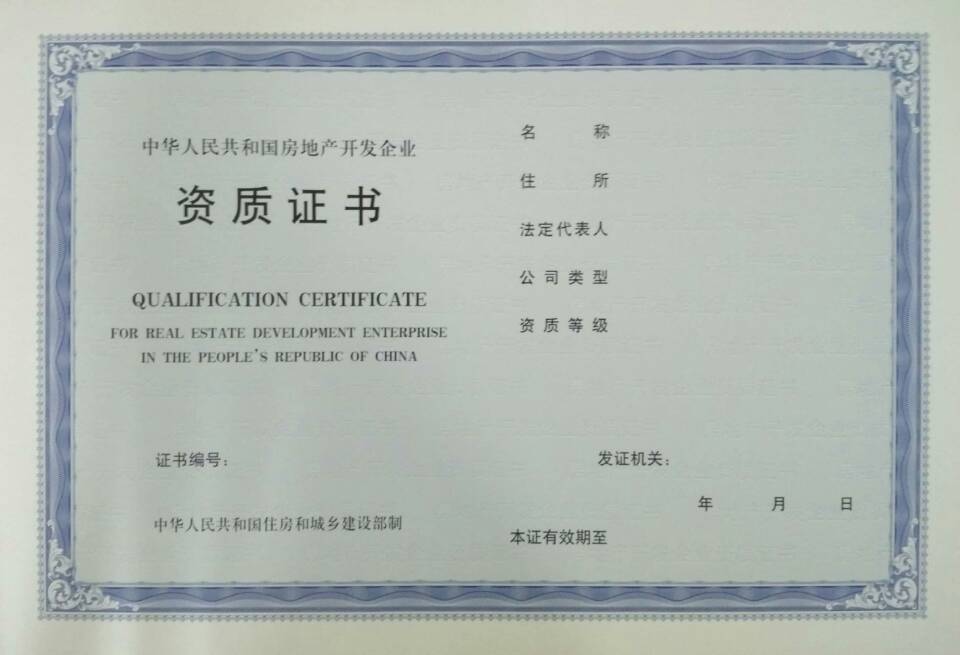 中华人民共和国房地产开发企业
资质证书
QUALIFICATION CERTIFICATE
FOR REAL ESTATE DEVELOPMENT ENTERPRISE
IN THE PEOPLE'S REPUBLIC OF CHINA
证书编号：
中华人民共和国住房和城乡建设部制
名称
住所
法定代表人
公司类型
资质等级
发证机关：
年 月 日
本证有效期至